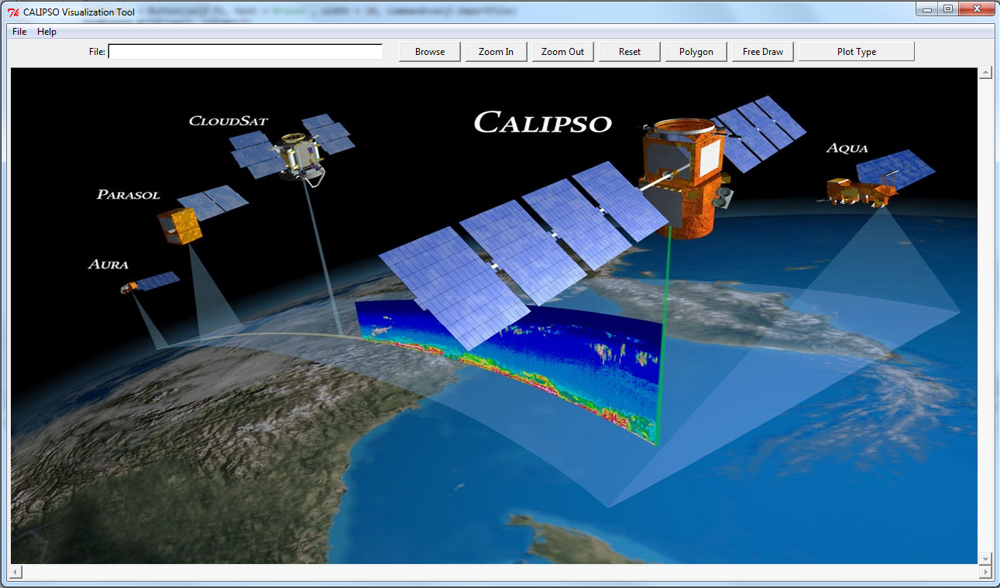 CALIPSO Visualization Tool
File Help
File: Browse Zoom In Zoom Out Reset Polygon Free Draw Plot Type
CLOUDSAT
CALIPSO
AQUA
PARASOL
AURA